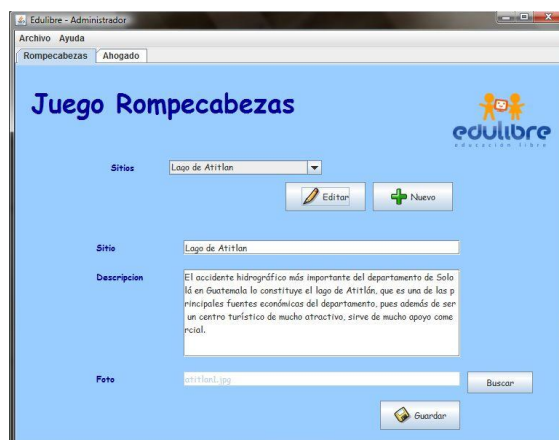 Edulibre - Administrador
Archivo Ayuda
Rompecabezas Ahogado
Juego Rompecabezas
edulibre
educación libre
Sitios Lago de Atitlan
Editar Nuevo
Sitio Lago de Atitlan
Descripcion
El accidente hidrográfico más importante del departamento de Solo
lá en Guatemala lo constituye el lago de Atitlán, que es una de las p
rincipales fuentes económicas del departamento, pues además de ser
un centro turístico de mucho atractivo, sirve de mucho apoyo come
rcial.
Foto atitlan1.jpg Buscar
Guardar